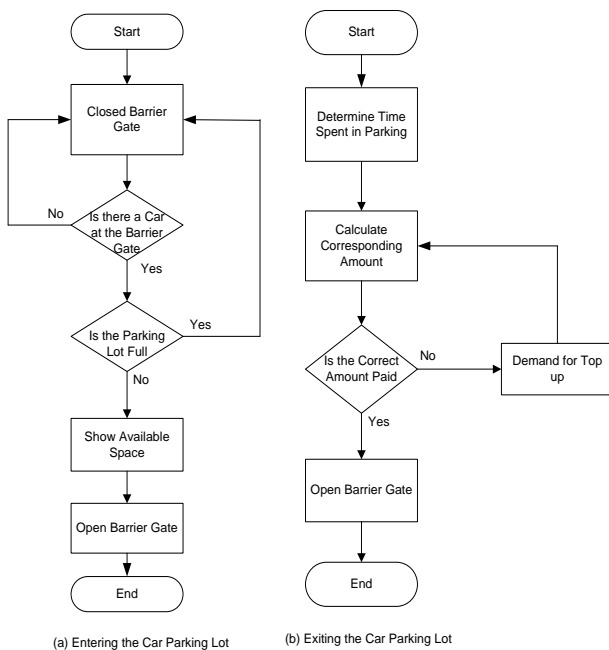 Start
Closed Barrier
Gate
No
Is there a Car
at the Barrier
Gate
Yes
Is the Parking
Lot Full
Yes
No
Show Available
Space
Open Barrier Gate
End
(a) Entering the Car Parking Lot
Start
Determine Time
Spent in Parking
Calculate
Corresponding
Amount
Is the Correct
Amount Paid
No
Demand for Top
up
Yes
Open Barrier Gate
End
(b) Exiting the Car Parking Lot